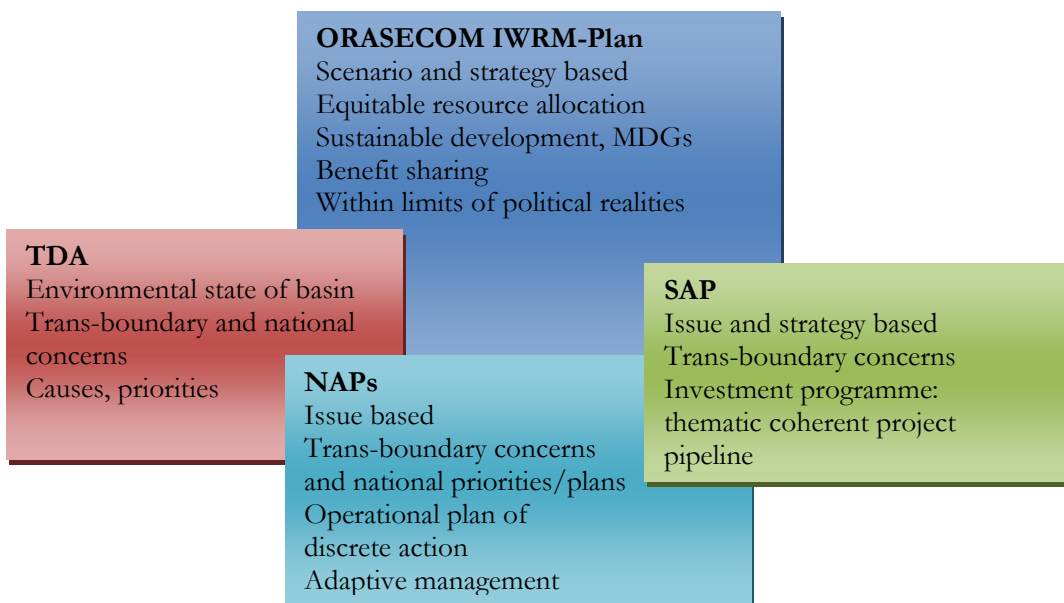 ORASECOM IWRM-Plan
Scenario and strategy based
Equitable resource allocation
Sustainable development, MDGs
Benefit sharing
Within limits of political realities
TDA
Environmental state of basin
Trans-boundary and national
concerns
Causes, priorities
SAP
Issue and strategy based
Trans-boundary concerns
Investment programme:
thematic coherent project
pipeline
NAPs
Issue based
Trans-boundary concerns
and national priorities/plans
Operational plan of
discrete action
Adaptive management